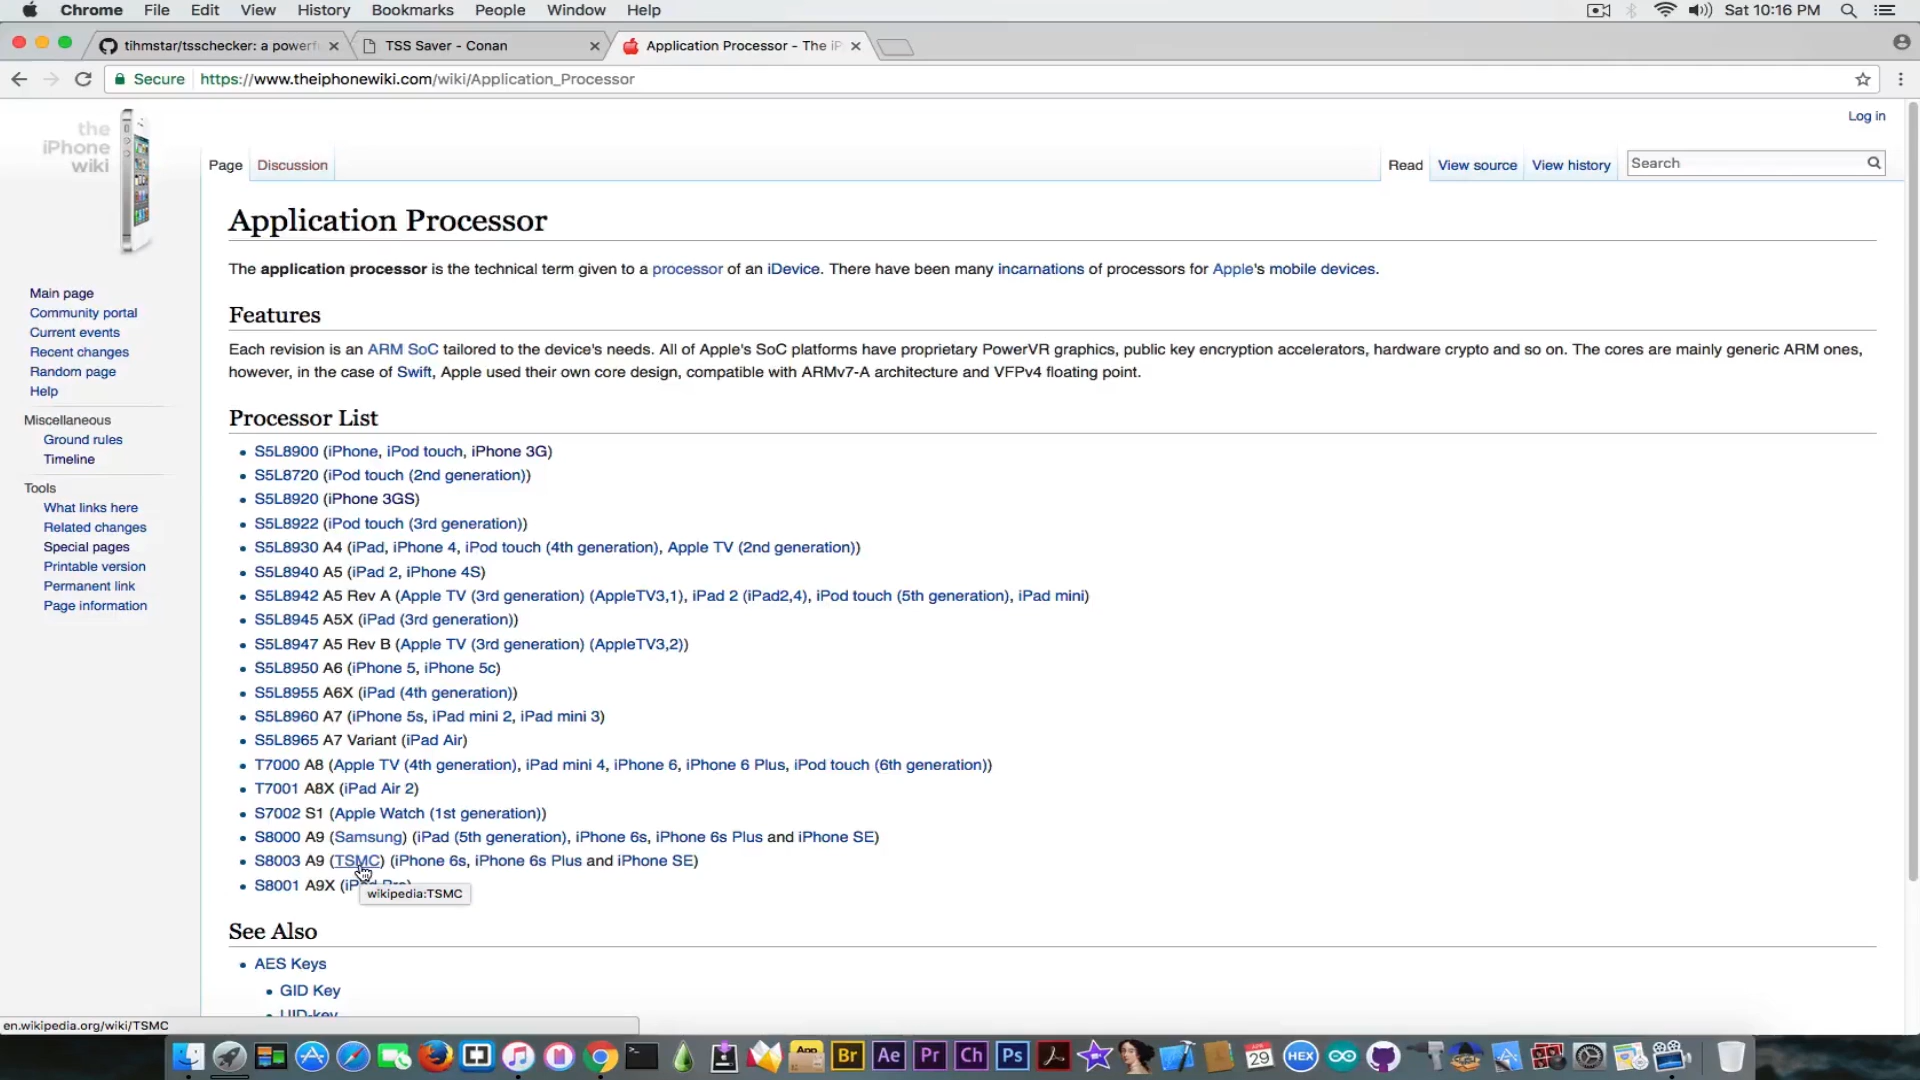 Chrome File Edit View History Bookmarks People Window Help Sat 10:16 PM
tihmstar/tsschecker: a powerf TSS Saver - Conan Application Processor - The iP
Secure https://www.theiphonewiki.com/wiki/Application_Processor
the
iPhone
wiki
Log in
Page Discussion Read View source View history Search
Application Processor
The application processor is the technical term given to a processor of an iDevice. There have been many incarnations of processors for Apple's mobile devices.
Main page
Community portal
Current events
Recent changes
Random page
Help
Miscellaneous
Ground rules
Timeline
Tools
What links here
Related changes
Special pages
Printable version
Permanent link
Page information
Features
Each revision is an ARM SoC tailored to the device's needs. All of Apple's SoC platforms have proprietary PowerVR graphics, public key encryption accelerators, hardware crypto and so on. The cores are mainly generic ARM ones,
however, in the case of Swift, Apple used their own core design, compatible with ARMv7-A architecture and VFPv4 floating point.
Processor List
S5L8900 (iPhone, iPod touch, iPhone 3G)
S5L8720 (iPod touch (2nd generation))
S5L8920 (iPhone 3GS)
S5L8922 (iPod touch (3rd generation))
S5L8930 A4 (iPad, iPhone 4, iPod touch (4th generation), Apple TV (2nd generation))
S5L8940 A5 (iPad 2, iPhone 4S)
S5L8942 A5 Rev A (Apple TV (3rd generation) (AppleTV3,1), iPad 2 (iPad2,4), iPod touch (5th generation), iPad mini)
S5L8945 A5X (iPad (3rd generation))
S5L8947 A5 Rev B (Apple TV (3rd generation) (AppleTV3,2))
S5L8950 A6 (iPhone 5, iPhone 5c)
S5L8955 A6X (iPad (4th generation))
S5L8960 A7 (iPhone 5s, iPad mini 2, iPad mini 3)
S5L8965 A7 Variant (iPad Air)
T7000 A8 (Apple TV (4th generation), iPad mini 4, iPhone 6, iPhone 6 Plus, iPod touch (6th generation))
T7001 A8X (iPad Air 2)
S7002 S1 (Apple Watch (1st generation))
S8000 A9 (Samsung) (iPad (5th generation), iPhone 6s, iPhone 6s Plus and iPhone SE)
S8003 A9 (TSMC) (iPhone 6s, iPhone 6s Plus and iPhone SE)
S8001 A9X (iPad Pro)
wikipedia:TSMC
See Also
AES Keys
GID Key
UID-key
en.wikipedia.org/wiki/TSMC
Br Ae Pr Ch Ps 29 HEX